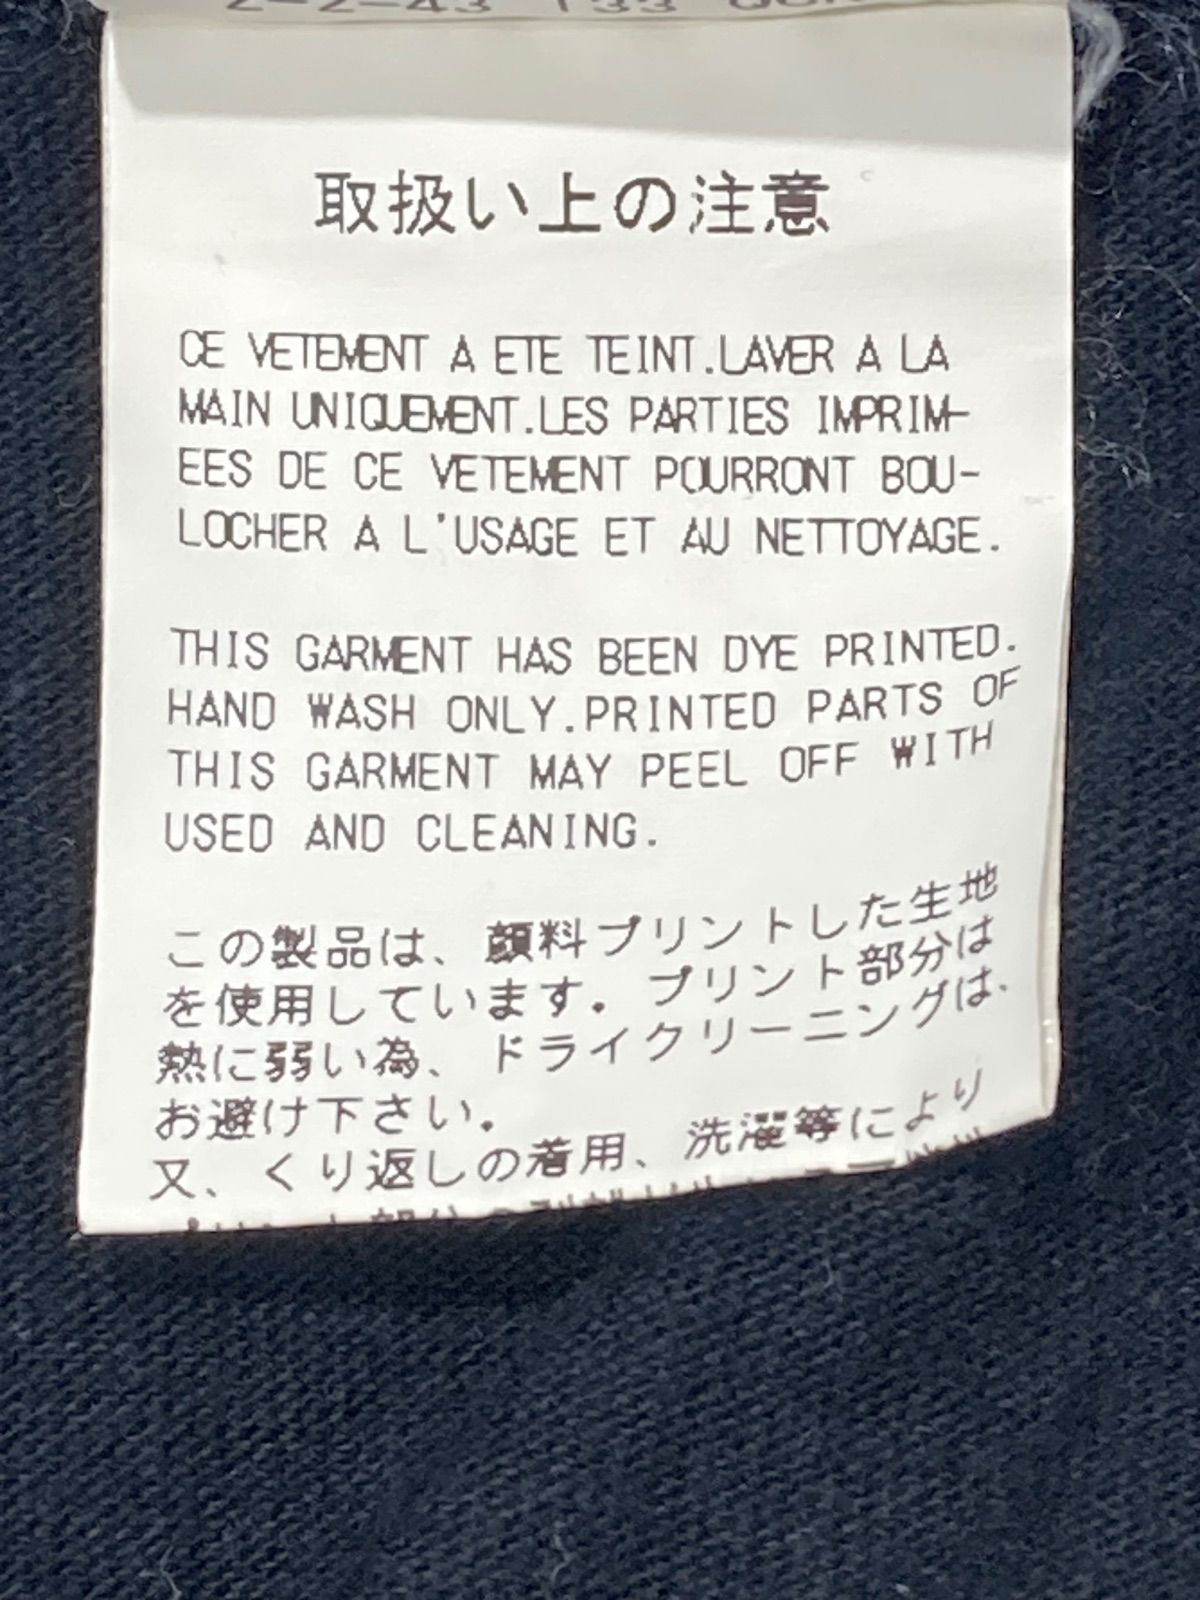 取扱い上の注意
CE VETEMENT A ETE TEINT.LAVER A LA
MAIN UNIQUEMENT.LES PARTIES IMPRIM-
EES DE CE VETEMENT POURRONT BOU-
LOCHER A L'USAGE ET AU NETTOYAGE.
THIS GARMENT HAS BEEN DYE PRINTED.
HAND WASH ONLY.PRINTED PARTS OF
THIS GARMENT MAY PEEL OFF WITH
USED AND CLEANING.
この製品は、顔料プリントした生地
を使用しています。プリント部分は
熱に弱い為、ドライクリーニングは、
お避け下さい。
又、くり返しの着用、洗濯等により